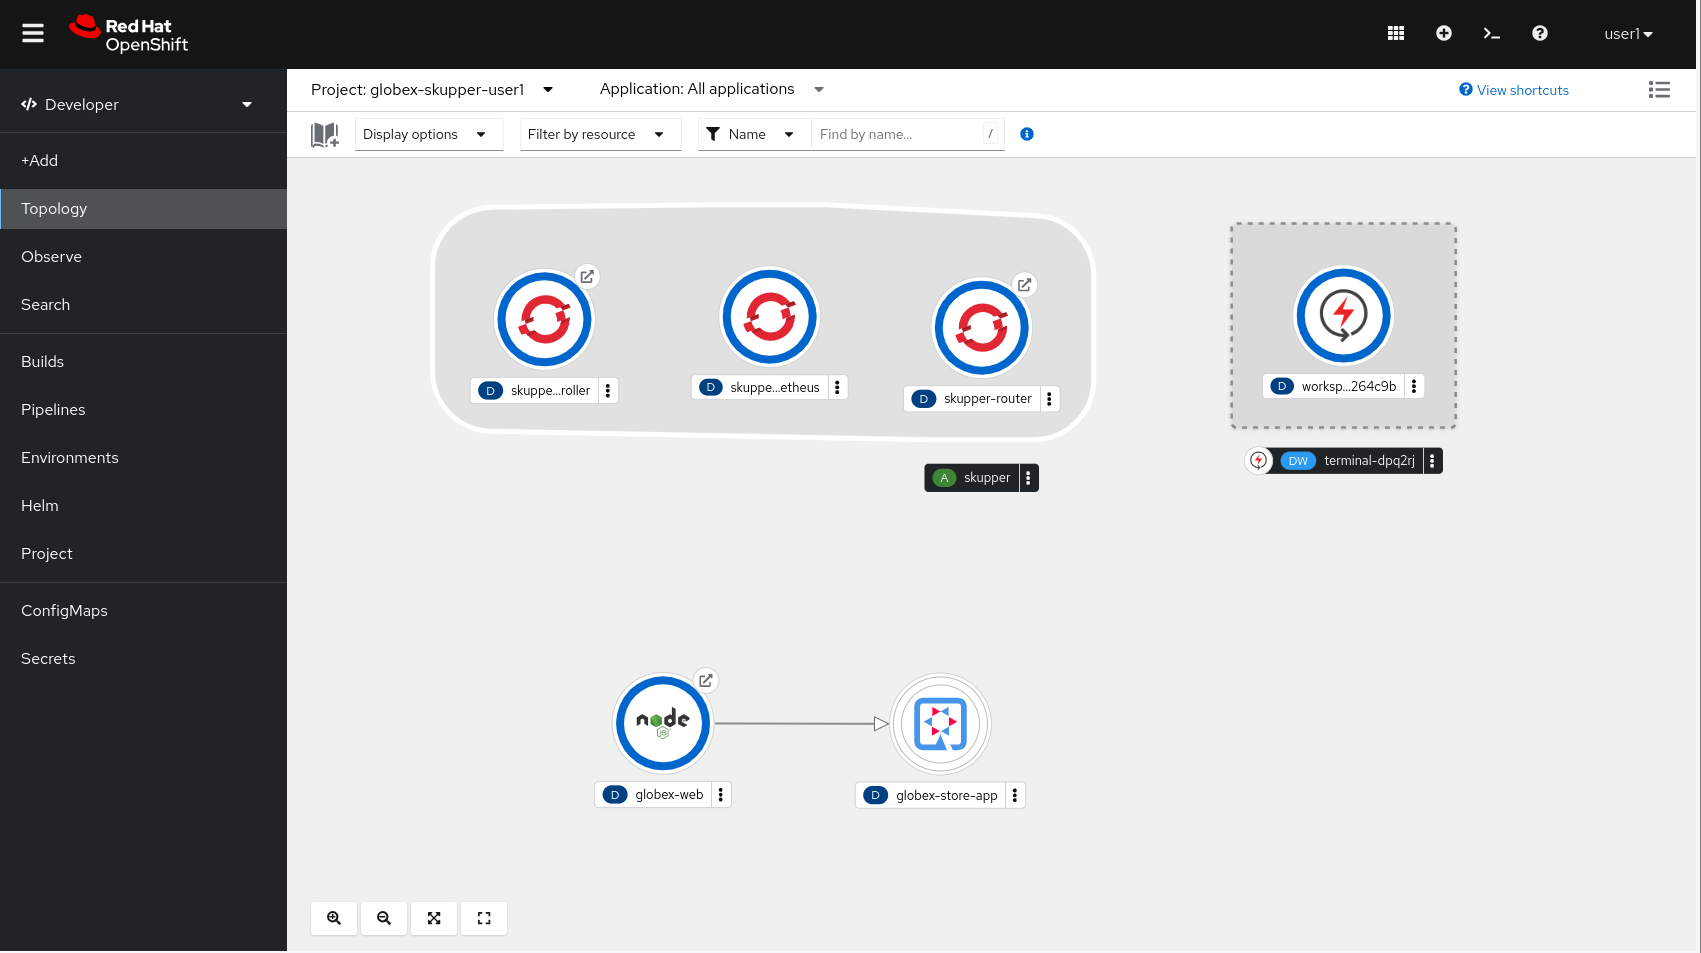 Red Hat
OpenShift
user1
Developer
+Add
Topology
Observe
Search
Builds
Pipelines
Environments
Helm
Project
ConfigMaps
Secrets
Project: globex-skupper-user1
Application: All applications
View shortcuts
Display options
Filter by resource
Name
Find by name...
/
D skuppe...roller
D skuppe...etheus
D skupper-router
D worksp...264c9b
A skupper
DW terminal-dpq2rj
node
JS
D globex-web
D globex-store-app